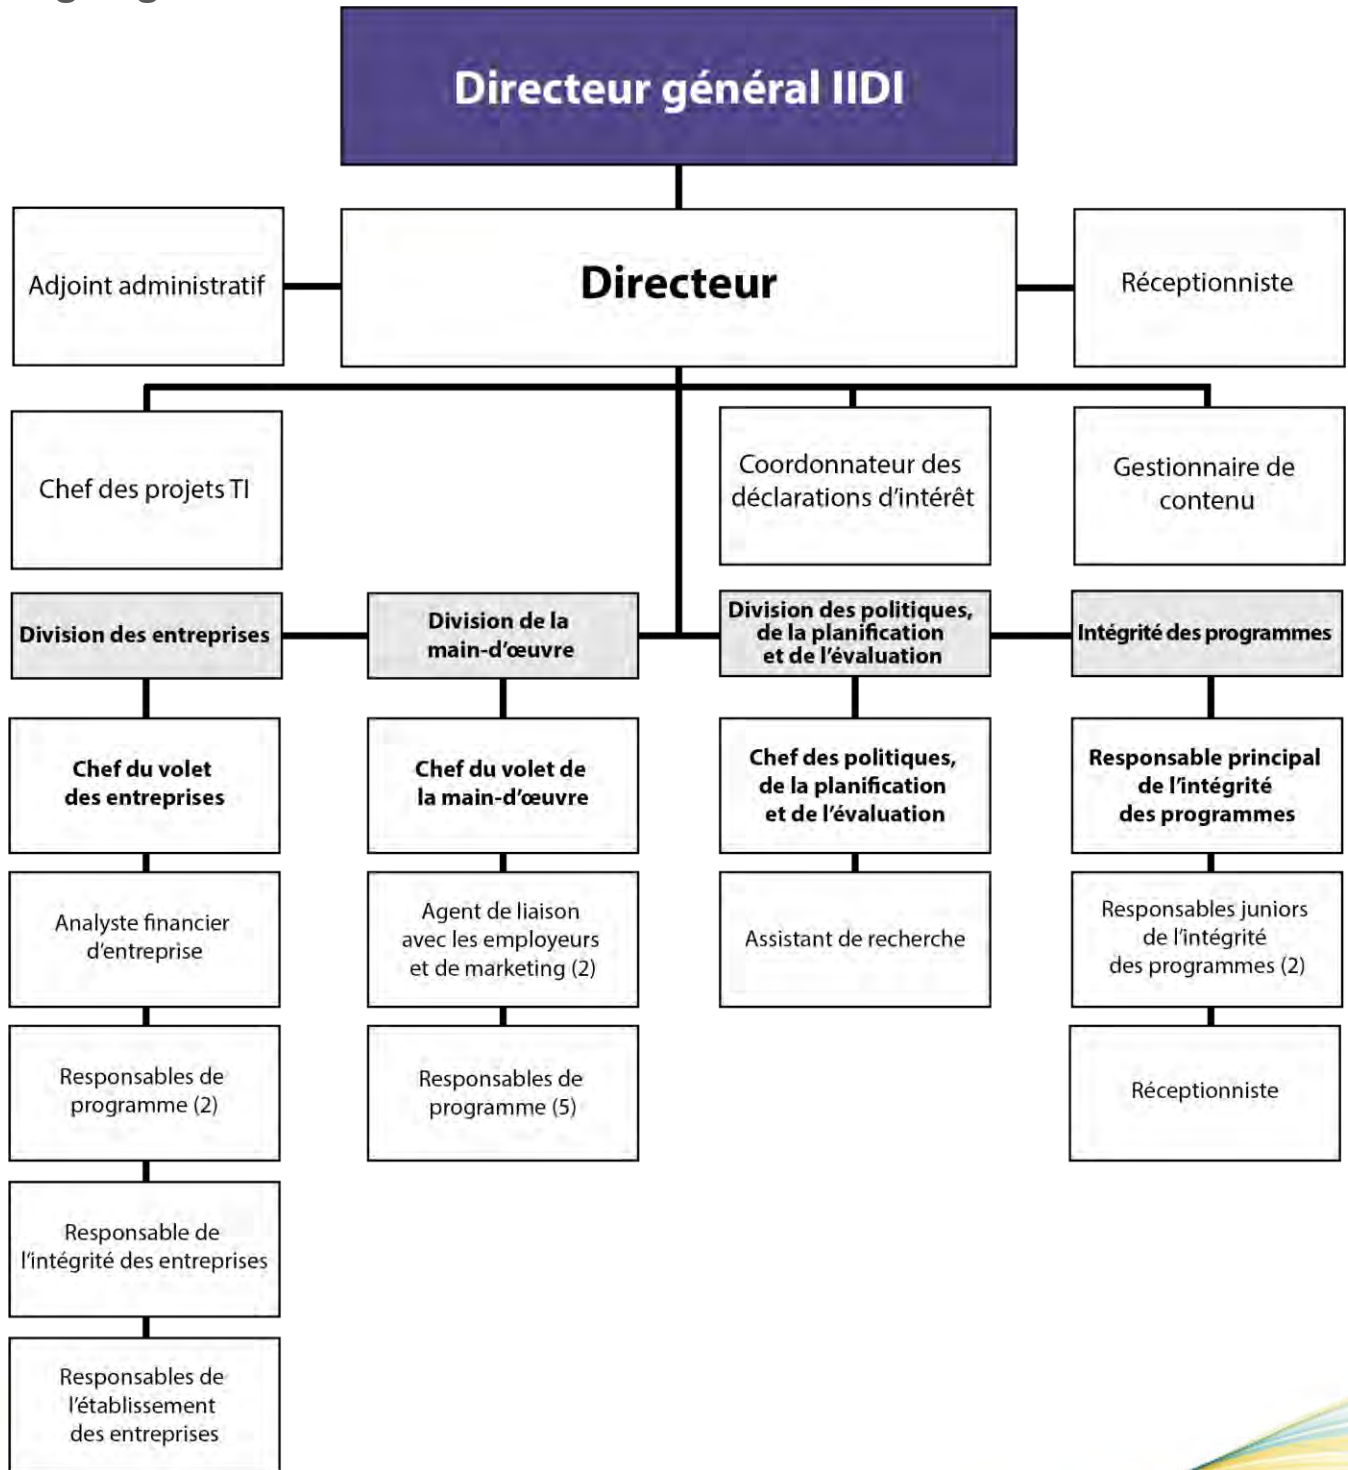 Directeur général IIDI
Adjoint administratif
Directeur
Réceptionniste
Chef des projets TI
Coordonnateur des
déclarations d'intérêt
Gestionnaire de
contenu
Division des entreprises
Division de la
main-d'œuvre
Division des politiques,
de la planification
et de l'évaluation
Intégrité des programmes
Chef du volet
des entreprises
Chef du volet de
la main-d'œuvre
Chef des politiques,
de la planification
et de l'évaluation
Responsable principal
de l'intégrité
des programmes
Analyste financier
d'entreprise
Agent de liaison
avec les employeurs
et de marketing (2)
Assistant de recherche
Responsables juniors
de l'intégrité
des programmes (2)
Responsables de
programme (2)
Responsables de
programme (5)
Réceptionniste
Responsable de
l'intégrité des entreprises
Responsables de
l'établissement
des entreprises